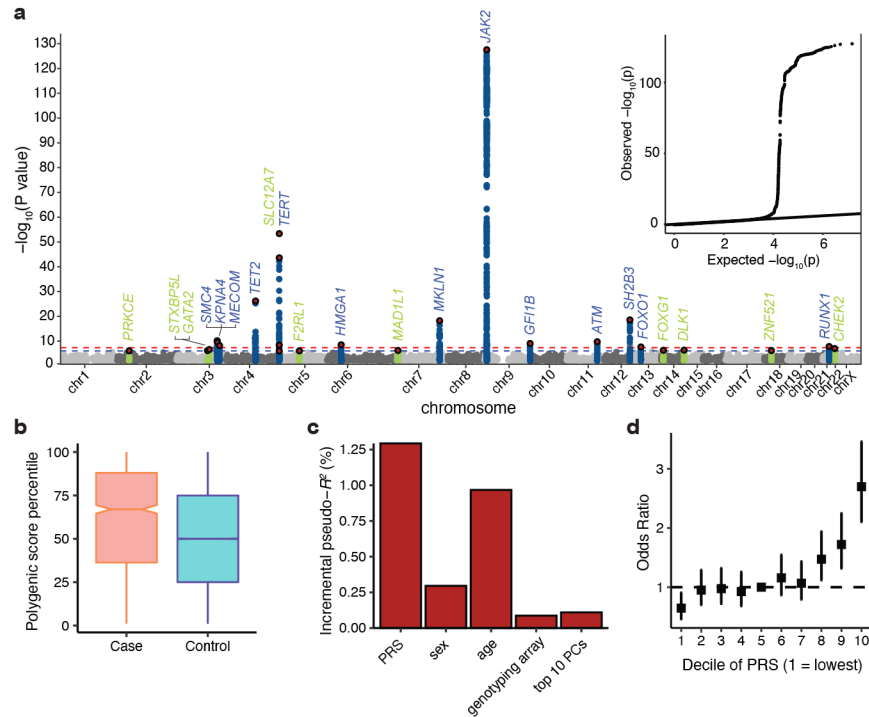 a
JAK2
130
120
110
100
90
80
70
60
50
40
30
20
10
0
−log10(P value)
PRKCE
STXBP5L
GATA2
SMC4
KPNA4
MECOM
TET2
SLC12A7
TERT
F2RL1
HMGA1
MAD1L1
MKLN1
GFI1B
ATM
SH2B3
FOXO1
FOXG1
DLK1
ZNF521
RUNX1
CHEK2
chr1
chr2
chr3
chr4
chr5
chr6
chr7
chr8
chr9
chr10
chr11
chr12
chr13
chr14
chr15
chr16
chr17
chr18
chr19
chr20
chr21
chr22
chrX
chromosome
Observed −log10(p)
100
50
0
0 2 4 6
Expected −log10(p)
b
Polygenic score percentile
100
75
50
25
0
Case Control
c
Incremental pseudo−R² (%)
1.25
1.00
0.75
0.50
0.25
0.00
PRS
sex
age
genotyping array
top 10 PCs
d
Odds Ratio
3
2
1
1 2 3 4 5 6 7 8 9 10
Decile of PRS (1 = lowest)